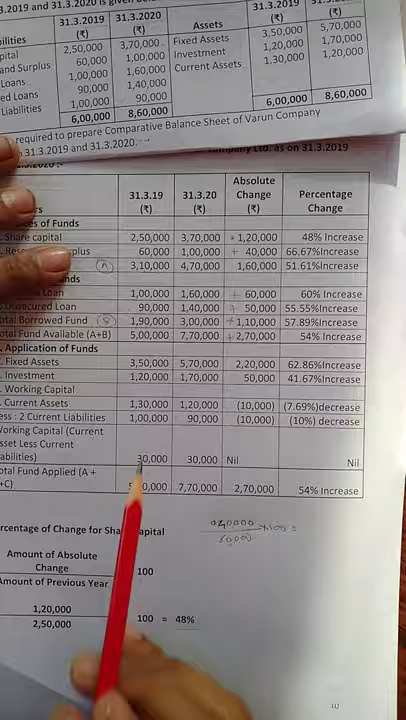 3.2019 and 31.3.2020 is given
ilities 31.3.2019 (₹) 31.3.2020 (₹) Assets 31.3.2019 (₹)
pital 2,50,000 3,70,000 Fixed Assets 3,50,000 5,70,000
and Surplus 60,000 1,00,000 Investment 1,20,000 1,70,000
Loans 1,00,000 1,60,000 Current Assets 1.30,000 1,20,000
ed Loans 90,000 1,40,000
Liabilities 1,00,000 90,000
6,00,000 8,60,000 6,00,000 8,60,000
required to prepare Comparative Balance Sheet of Varun Company
31.3.2019 and 31.3.2020.
Ltd. as on 31.3.2019
31.3.19 (₹) 31.3.20 (₹) Absolute Change (₹) Percentage Change
es of Funds
Share capital 2,50,000 3,70,000 + 1,20,000 48% Increase
plus 60,000 1,00,000 + 40,000 66.67%Increase
(A) 3,10,000 4,70,000 1,60,000 51.61%Increase
nds
Loan 1,00,000 1,60,000 + 60,000 60% Increase
Unsecured Loan 90,000 1,40,000 + 50,000 55.55%Increase
otal Borrowed Fund (B) 1,90,000 3,00,000 +1,10,000 57.89%Increase
otal Fund Available (A+B) 5,00,000 7,70,000 + 2,70,000 54% Increase
. Application of Funds
. Fixed Assets 3,50,000 5,70,000 2,20,000 62.86%Increase
. Investment 1,20,000 1,70,000 50,000 41.67%Increase
. Working Capital
. Current Assets 1,30,000 1,20,000 (10,000) (7.69%)decrease
ess : 2 Current Liabilities 1,00,000 90,000 (10,000) (10%) decrease
Working Capital (Current
sset Less Current
abilities) 30,000 30,000 Nil Nil
otal Fund Applied (A +
+C) 7,70,000 2,70,000 54% Increase
rcentage of Change for Sha apital
Amount of Absolute
Change
100
Amount of Previous Year
1,20,000
100 = 48%
2,50,000